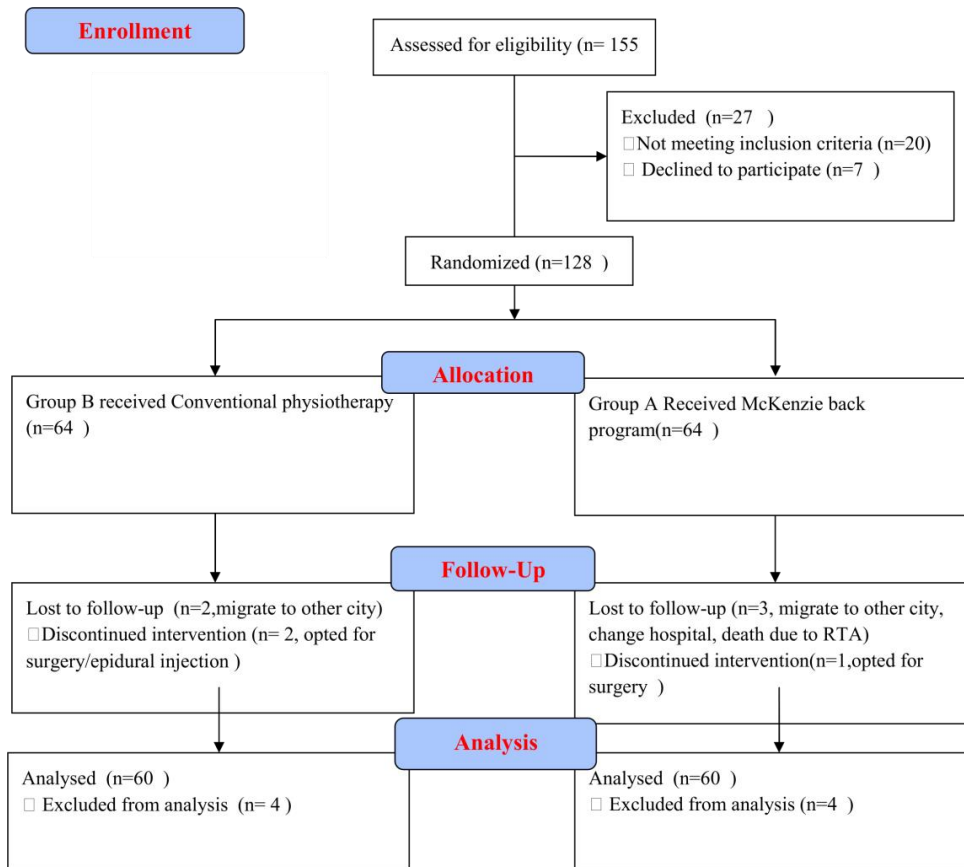 Enrollment
Assessed for eligibility (n= 155
Excluded (n=27 )
□Not meeting inclusion criteria (n=20)
□ Declined to participate (n=7 )
Randomized (n=128 )
Allocation
Group B received Conventional physiotherapy
(n=64 )
Group A Received McKenzie back
program(n=64 )
Follow-Up
Lost to follow-up (n=2,migrate to other city)
□Discontinued intervention (n= 2, opted for
surgery/epidural injection )
Lost to follow-up (n=3, migrate to other city,
change hospital, death due to RTA)
□Discontinued intervention(n=1,opted for
surgery )
Analysis
Analysed (n=60 )
□ Excluded from analysis (n= 4 )
Analysed (n=60 )
□ Excluded from analysis (n=4 )